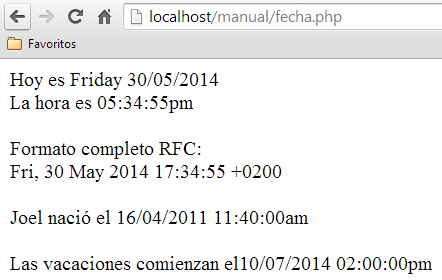 localhost/manual/fecha.php
Favoritos
Hoy es Friday 30/05/2014
La hora es 05:34:55pm
Formato completo RFC:
Fri, 30 May 2014 17:34:55 +0200
Joel nació el 16/04/2011 11:40:00am
Las vacaciones comienzan el10/07/2014 02:00:00pm